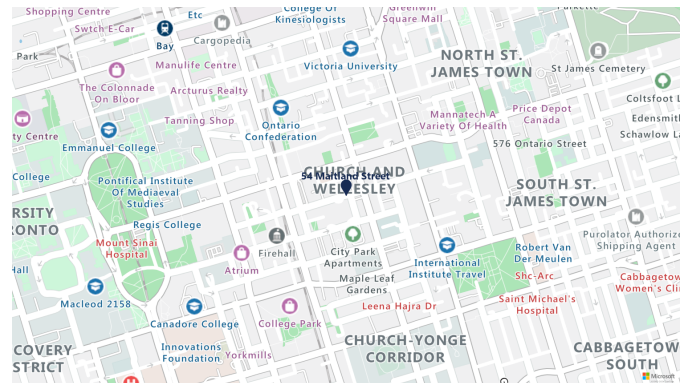 Shopping Centre
Etc
College Of
Kinesiologists
Greenwin
Square Mall
Swtch E-Car
Cargopedia
Bay
Park
Manulife Centre
Victoria University
NORTH ST.
JAMES TOWN
St James Cemetery
The Colonnade
On Bloor
Arcturus Realty
Coltsfoot L
Tanning Shop
Ontario
Confederation
Mannatech A
Variety Of Health
Price Depot
Canada
Edensmith
Schawlow La
ty Centre
Emmanuel College
576 Ontario Street
CHURCH AND
WELLESLEY
54 Maitland Street
College
Pontifical Institute
Of Mediaeval
Studies
SOUTH ST.
JAMES TOWN
RSITY
RONTO
Regis College
Mount Sinai
Hospital
Firehall
City Park
Apartments
Robert Van
Der Meulen
Purolator Authorize
Shipping Agent
Hall
Atrium
International
Institute Travel
Maple Leaf
Gardens
Shc-Arc
Cabbagetow
Women's Cli
Macleod 2158
Leena Hajra Dr
Saint Michael's
Hospital
Canadore College
College Park
Innovations
Foundation
Yorkmills
CHURCH-YONGE
CORRIDOR
COVERY
STRICT
CABBAGETOW
SOUTH
Microsoft